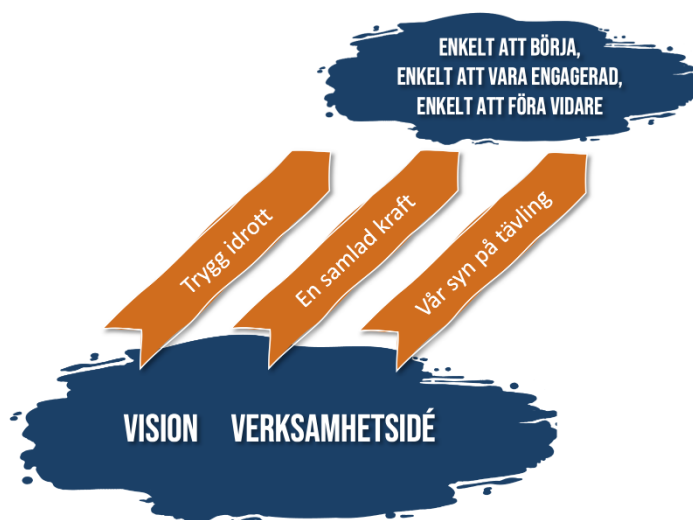 ENKELT ATT BÖRJA,
ENKELT ATT VARA ENGAGERAD,
ENKELT ATT FÖRA VIDARE
Trygg idrott
En samlad kraft
Vår syn på tävling
VISION VERKSAMHETSIDÉ